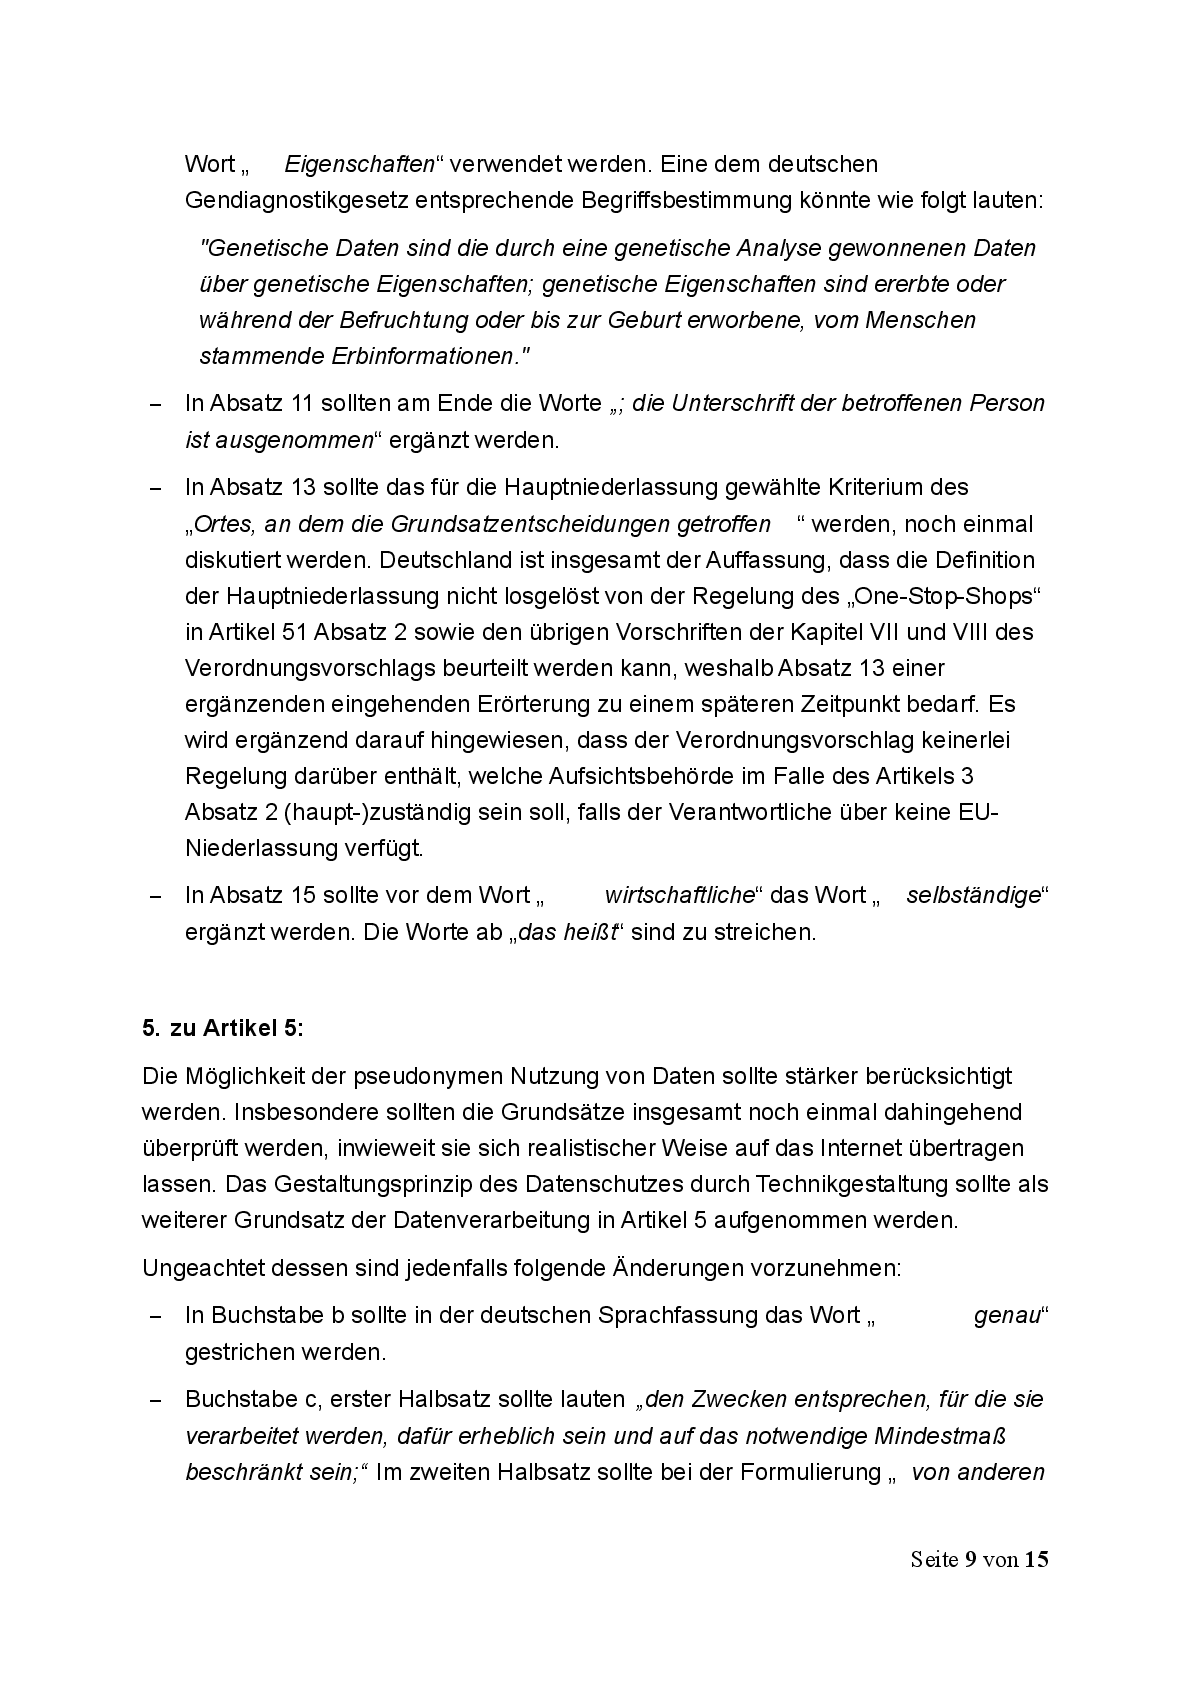 Wort „ Eigenschaften“ verwendet werden. Eine dem deutschen
Gendiagnostikgesetz entsprechende Begriffsbestimmung könnte wie folgt lauten:
"Genetische Daten sind die durch eine genetische Analyse gewonnenen Daten
über genetische Eigenschaften; genetische Eigenschaften sind ererbte oder
während der Befruchtung oder bis zur Geburt erworbene, vom Menschen
stammende Erbinformationen."
– In Absatz 11 sollten am Ende die Worte „; die Unterschrift der betroffenen Person
ist ausgenommen“ ergänzt werden.
– In Absatz 13 sollte das für die Hauptniederlassung gewählte Kriterium des
„Ortes, an dem die Grundsatzentscheidungen getroffen “ werden, noch einmal
diskutiert werden. Deutschland ist insgesamt der Auffassung, dass die Definition
der Hauptniederlassung nicht losgelöst von der Regelung des „One-Stop-Shops“
in Artikel 51 Absatz 2 sowie den übrigen Vorschriften der Kapitel VII und VIII des
Verordnungsvorschlags beurteilt werden kann, weshalb Absatz 13 einer
ergänzenden eingehenden Erörterung zu einem späteren Zeitpunkt bedarf. Es
wird ergänzend darauf hingewiesen, dass der Verordnungsvorschlag keinerlei
Regelung darüber enthält, welche Aufsichtsbehörde im Falle des Artikels 3
Absatz 2 (haupt-)zuständig sein soll, falls der Verantwortliche über keine EU-
Niederlassung verfügt.
– In Absatz 15 sollte vor dem Wort „ wirtschaftliche“ das Wort „ selbständige“
ergänzt werden. Die Worte ab „das heißt“ sind zu streichen.
5. zu Artikel 5:
Die Möglichkeit der pseudonymen Nutzung von Daten sollte stärker berücksichtigt
werden. Insbesondere sollten die Grundsätze insgesamt noch einmal dahingehend
überprüft werden, inwieweit sie sich realistischer Weise auf das Internet übertragen
lassen. Das Gestaltungsprinzip des Datenschutzes durch Technikgestaltung sollte als
weiterer Grundsatz der Datenverarbeitung in Artikel 5 aufgenommen werden.
Ungeachtet dessen sind jedenfalls folgende Änderungen vorzunehmen:
– In Buchstabe b sollte in der deutschen Sprachfassung das Wort „ genau“
gestrichen werden.
– Buchstabe c, erster Halbsatz sollte lauten „den Zwecken entsprechen, für die sie
verarbeitet werden, dafür erheblich sein und auf das notwendige Mindestmaß
beschränkt sein;“ Im zweiten Halbsatz sollte bei der Formulierung „ von anderen
Seite 9 von 15